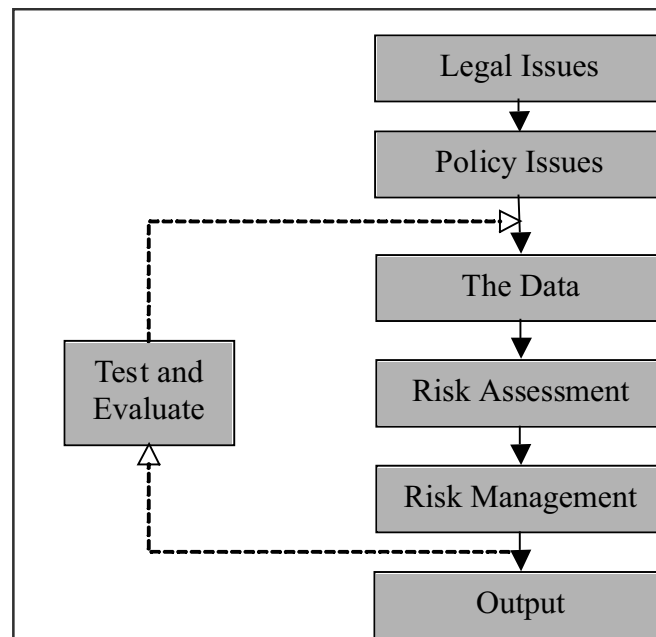 Legal Issues
Policy Issues
The Data
Test and
Evaluate
Risk Assessment
Risk Management
Output